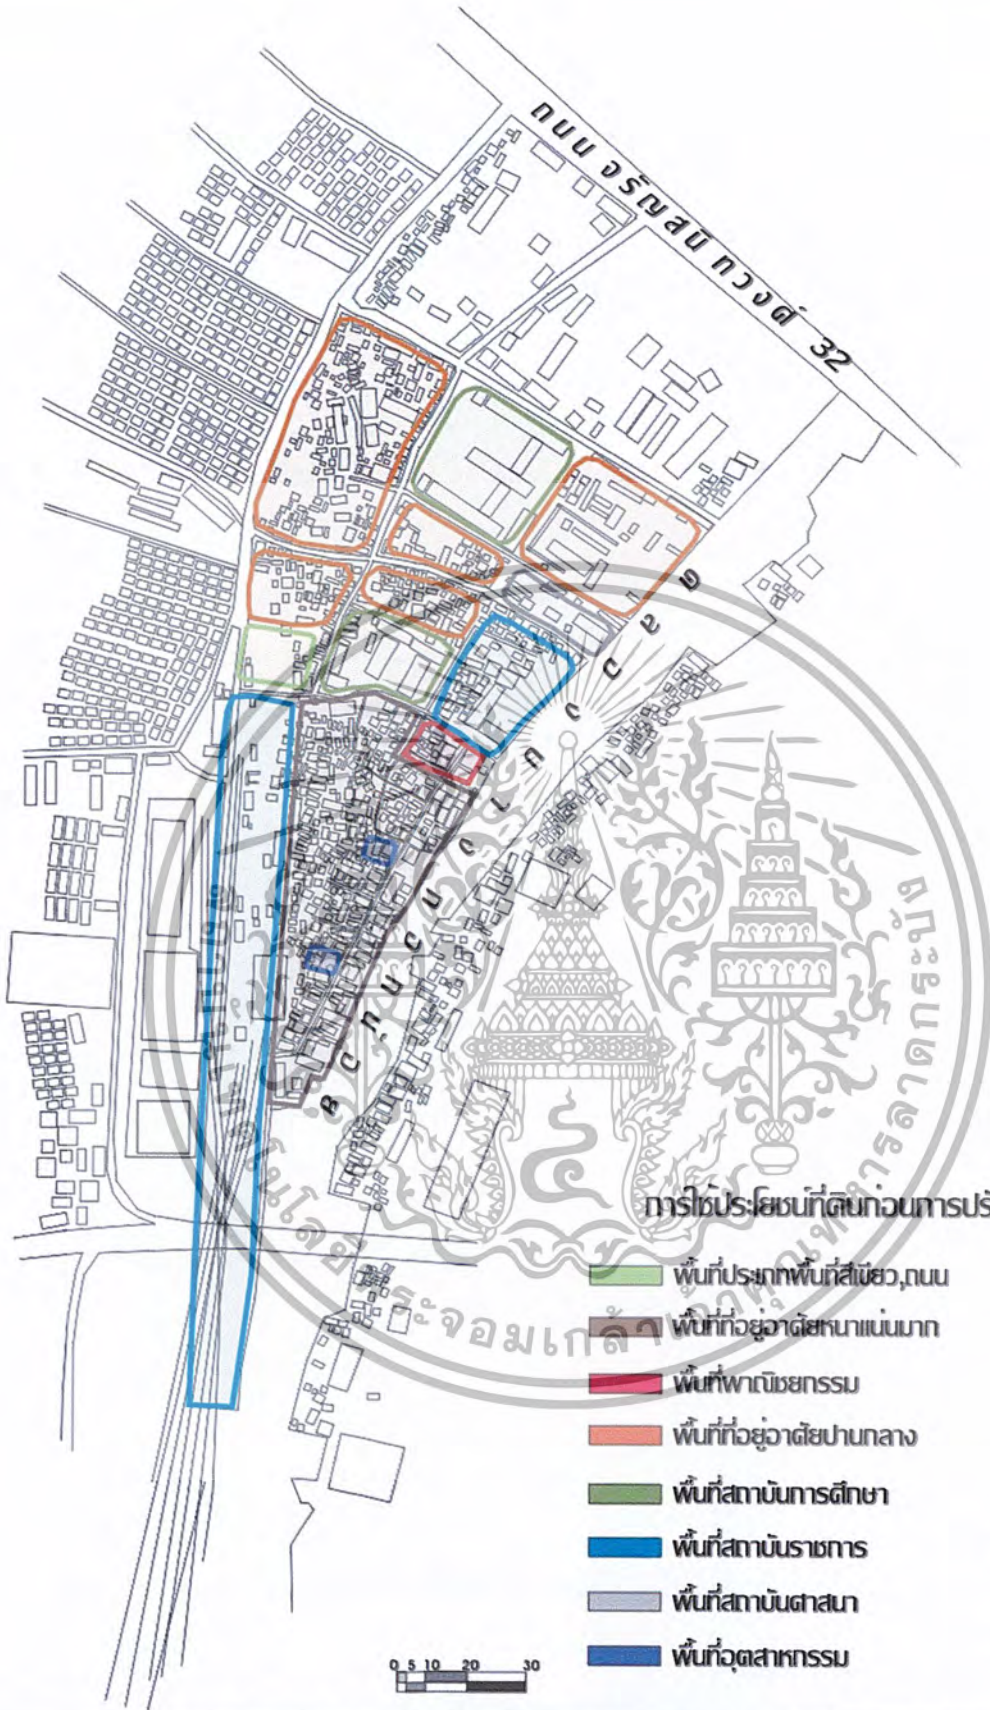 ถนน จรัญสนิทวงศ์ 32
การใช้ประโยชน์ที่ดินก่อนการปรั
พื้นที่ประเภทพื้นที่สีเขียว,ถนน
พื้นที่ที่อยู่อาศัยหนาแน่นมาก
พื้นที่พาณิชยกรรม
พื้นที่ที่อยู่อาศัยปานกลาง
พื้นที่สถาบันการศึกษา
พื้นที่สถาบันราชการ
พื้นที่สถาบันศาสนา
พื้นที่อุตสาหกรรม
0 5 10 20 30